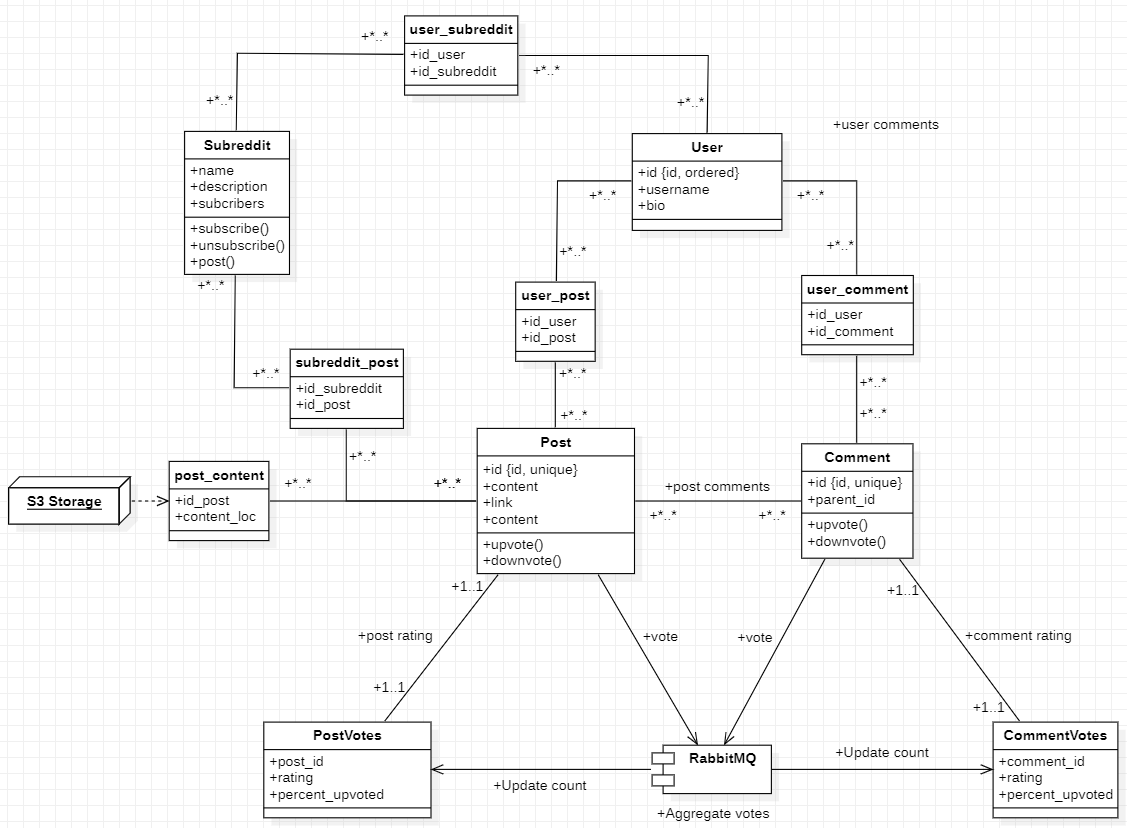 user_subreddit
+id_user
+id_subreddit
+*..*
+*..*
+*..*
+*..*
+user comments
Subreddit
+name
+description
+subcribers
+subscribe()
+unsubscribe()
+post()
+*..*
User
+id {id, ordered}
+username
+bio
+*..*
+*..*
+*..*
+*..*
user_post
+id_user
+id_post
+*..*
+*..*
user_comment
+id_user
+id_comment
+*..*
+*..*
subreddit_post
+id_subreddit
+id_post
+*..*
+*..*
S3 Storage
post_content
+id_post
+content_loc
+*..*
+*..*
Post
+id {id, unique}
+content
+link
+content
+upvote()
+downvote()
+post comments
+*..*
+*..*
Comment
+id {id, unique}
+parent_id
+upvote()
+downvote()
+1..1
+post rating
+1..1
+vote
+vote
+1..1
+comment rating
+1..1
PostVotes
+post_id
+rating
+percent_upvoted
+Update count
RabbitMQ
+Aggregate votes
+Update count
CommentVotes
+comment_id
+rating
+percent_upvoted